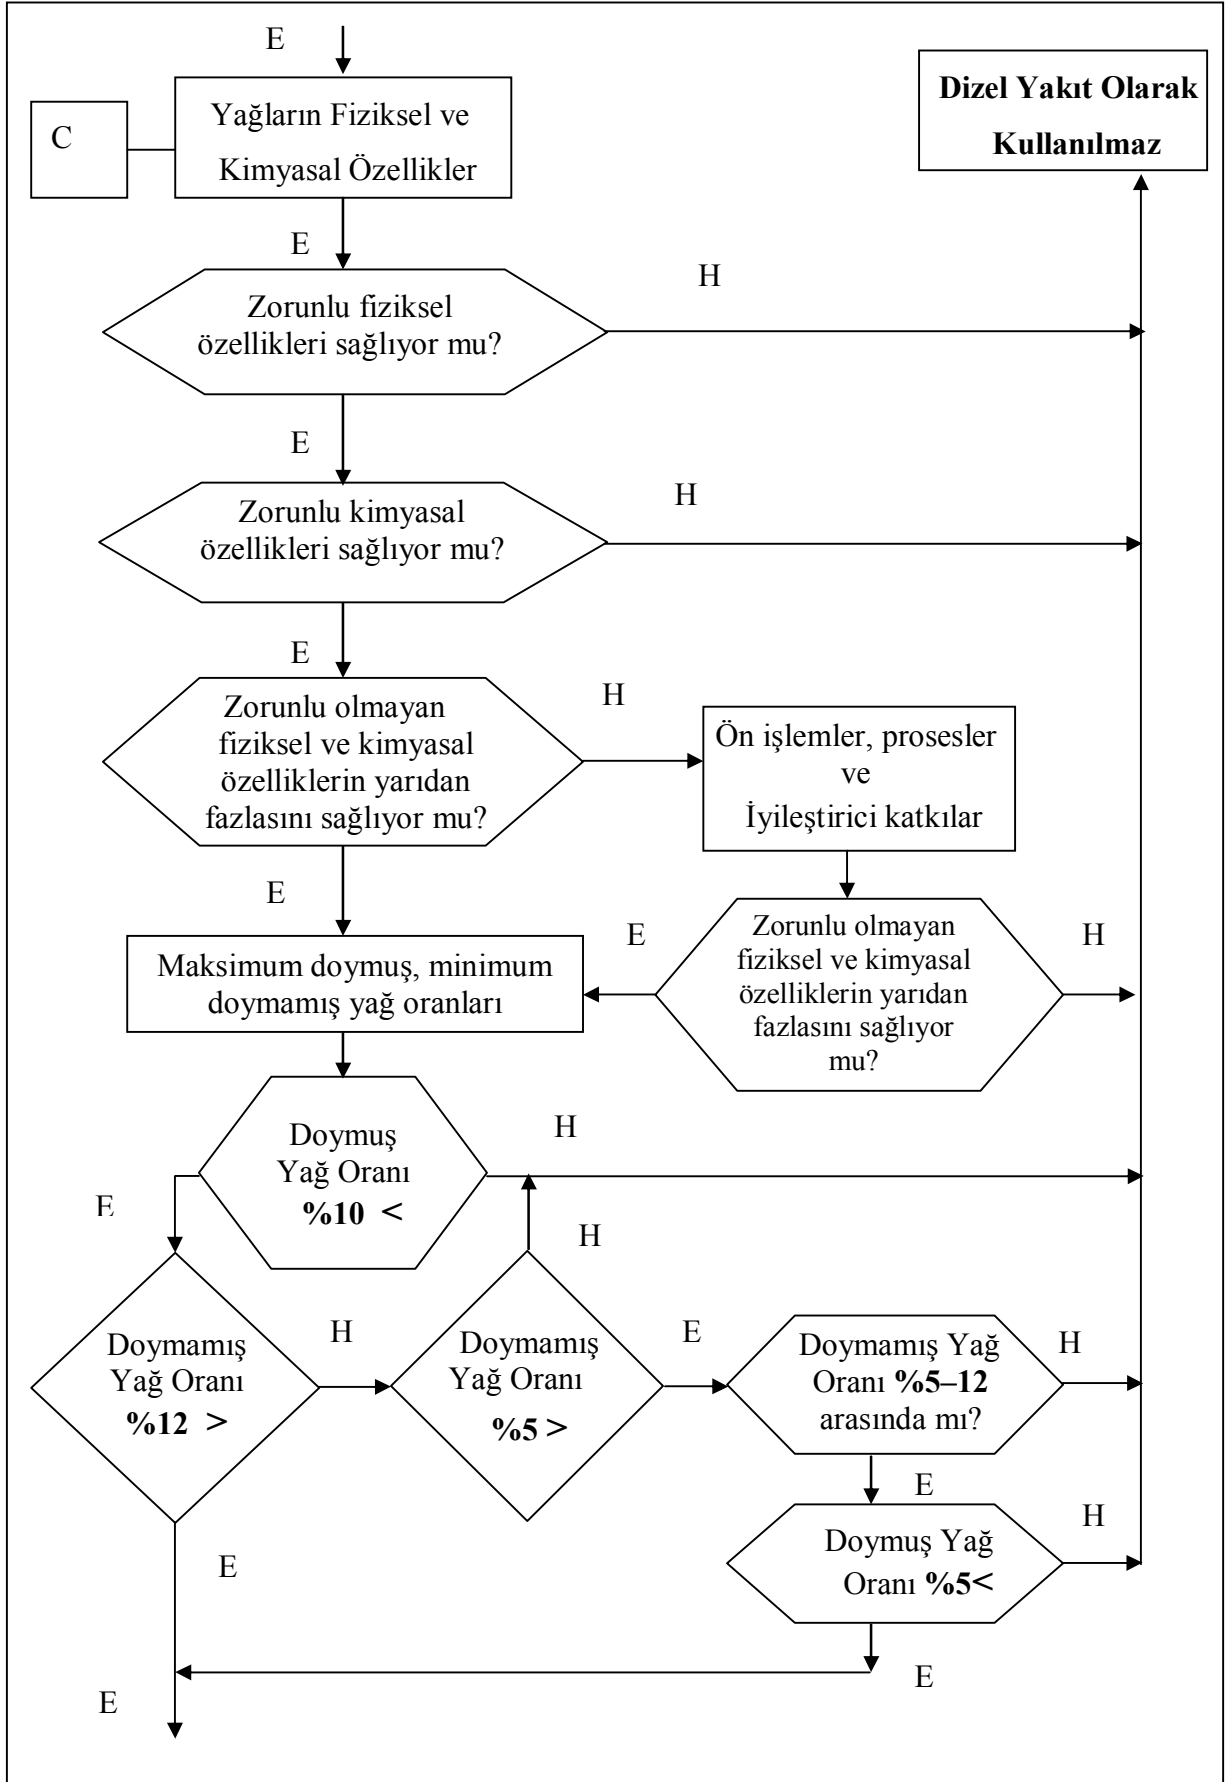 E
Dizel Yakıt Olarak
Kullanılmaz
C
Yağların Fiziksel ve
Kimyasal Özellikler
E
H
Zorunlu fiziksel
özellikleri sağlıyor mu?
E
H
Zorunlu kimyasal
özellikleri sağlıyor mu?
E
H
Zorunlu olmayan
fiziksel ve kimyasal
özelliklerin yarıdan
fazlasını sağlıyor mu?
Ön işlemler, prosesler
ve
İyileştirici katkılar
E
E
H
Zorunlu olmayan
fiziksel ve kimyasal
özelliklerin yarıdan
fazlasını sağlıyor
mu?
Maksimum doymuş, minimum
doymamış yağ oranları
H
Doymuş
Yağ Oranı
%10 <
E
H
Doymamış
Yağ Oranı
%12 >
H
Doymamış
Yağ Oranı
%5 >
E
Doymamış Yağ
Oranı %5–12
arasında mı?
H
E
H
Doymuş Yağ
Oranı %5<
E
E
E